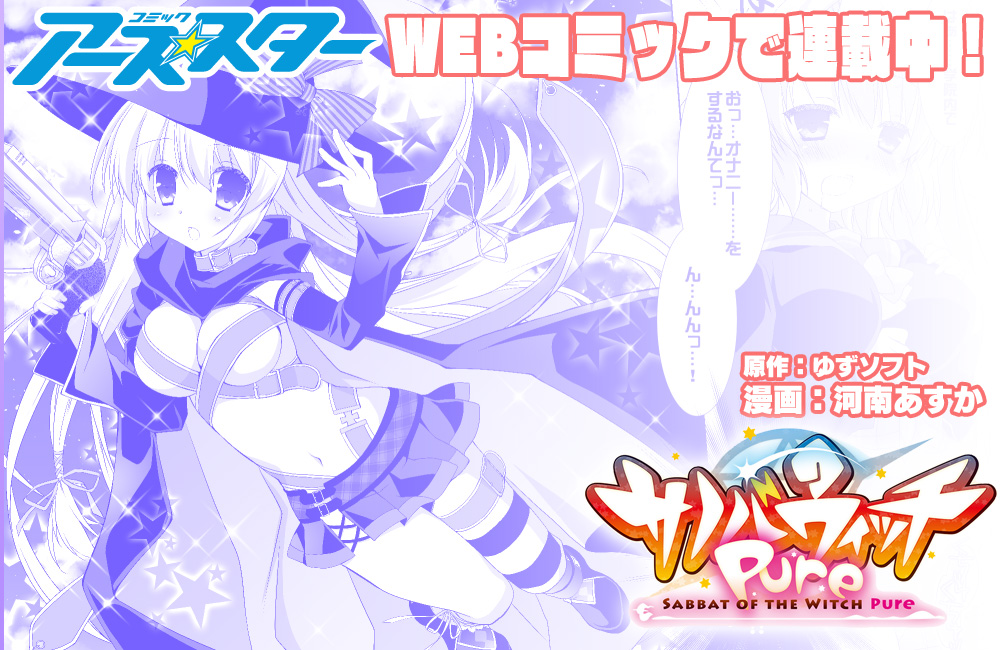 コミック
アース☆スター
WEBコミックで連載中！
おっ…オナニー……を
するなんてっ…
ん…んんっ…！
原作：ゆずソフト
漫画：河南あすか
サノバウィッチ
Pure
SABBAT OF THE WITCH Pure